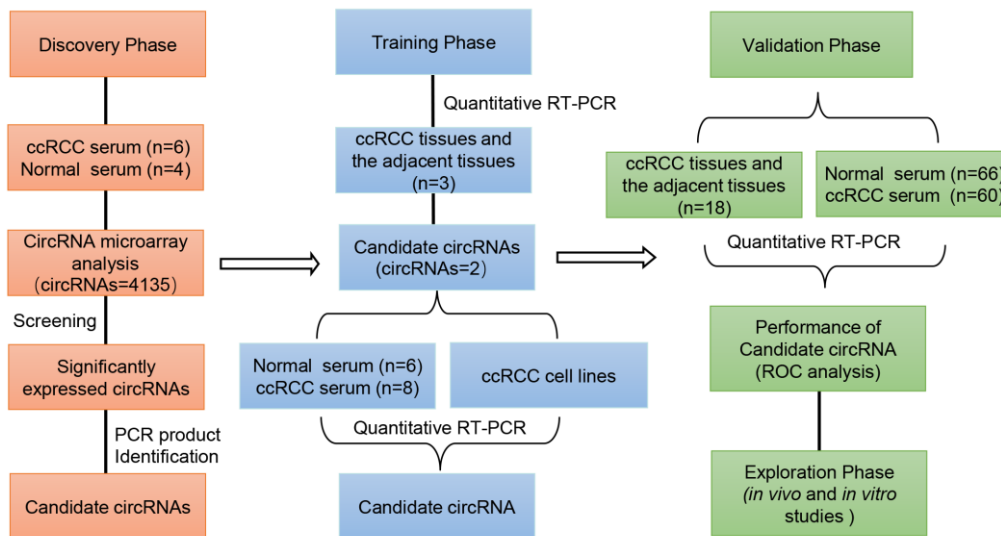 Discovery Phase
ccRCC serum (n=6)
Normal serum (n=4)
CircRNA microarray
analysis
(circRNAs=4135)
Screening
Significantly
expressed circRNAs
PCR product
Identification
Candidate circRNAs
Training Phase
Quantitative RT-PCR
ccRCC tissues and
the adjacent tissues
(n=3)
Candidate circRNAs
(circRNAs=2)
Normal serum (n=6)
ccRCC serum (n=8)
ccRCC cell lines
Quantitative RT-PCR
Candidate circRNA
Validation Phase
ccRCC tissues and
the adjacent tissues
(n=18)
Normal serum (n=66)
ccRCC serum (n=60)
Quantitative RT-PCR
Performance of
Candidate circRNA
(ROC analysis)
Exploration Phase
(in vivo and in vitro
studies )